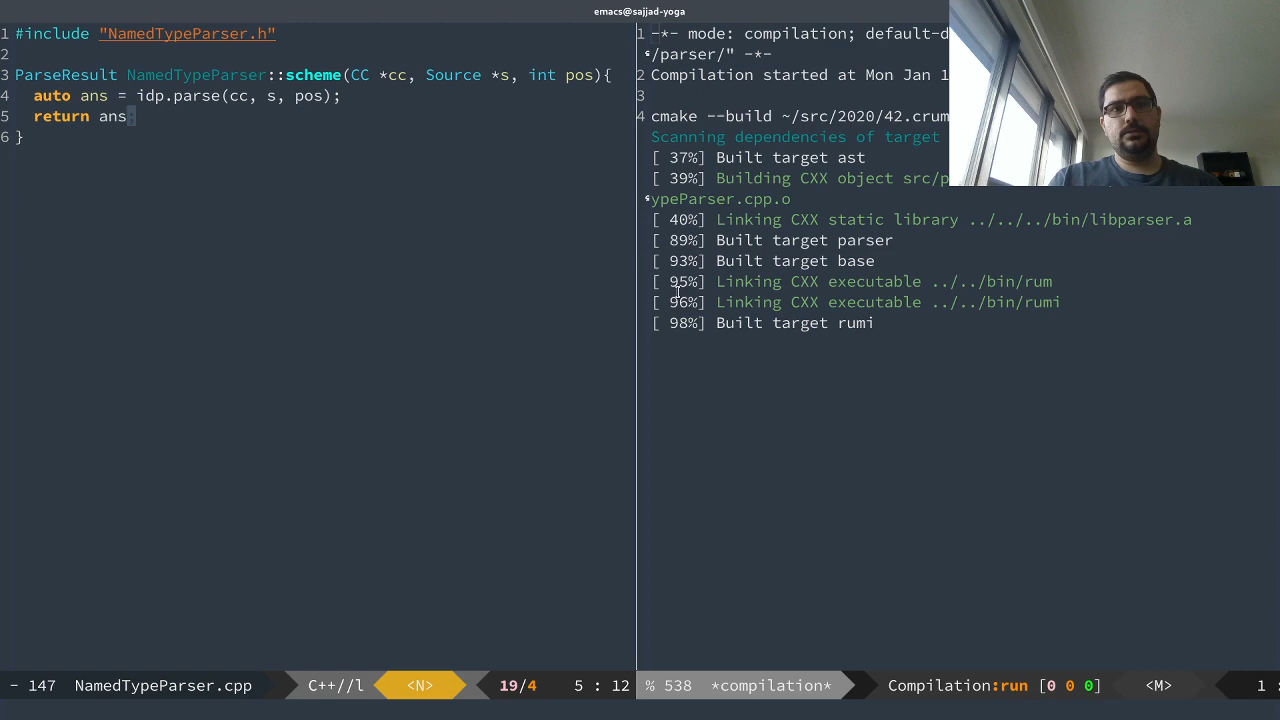 emacs@sajjad-yoga
1 #include "NamedTypeParser.h"
2
3 ParseResult NamedTypeParser::scheme(CC *cc, Source *s, int pos){
4   auto ans = idp.parse(cc, s, pos);
5   return ans;
6 }
1 -*- mode: compilation; default-d
/parser/" -*-
2 Compilation started at Mon Jan 1
3
4 cmake --build ~/src/2020/42.crum
Scanning dependencies of target
[ 37%] Built target ast
[ 39%] Building CXX object src/p
ypeParser.cpp.o
[ 40%] Linking CXX static library ../../../bin/libparser.a
[ 89%] Built target parser
[ 93%] Built target base
[ 95%] Linking CXX executable ../../bin/rum
[ 96%] Linking CXX executable ../../bin/rumi
[ 98%] Built target rumi
- 147 NamedTypeParser.cpp C++//l <N> 19/4 5 : 12
% 538 *compilation* Compilation:run [0 0 0] <M> 1 :